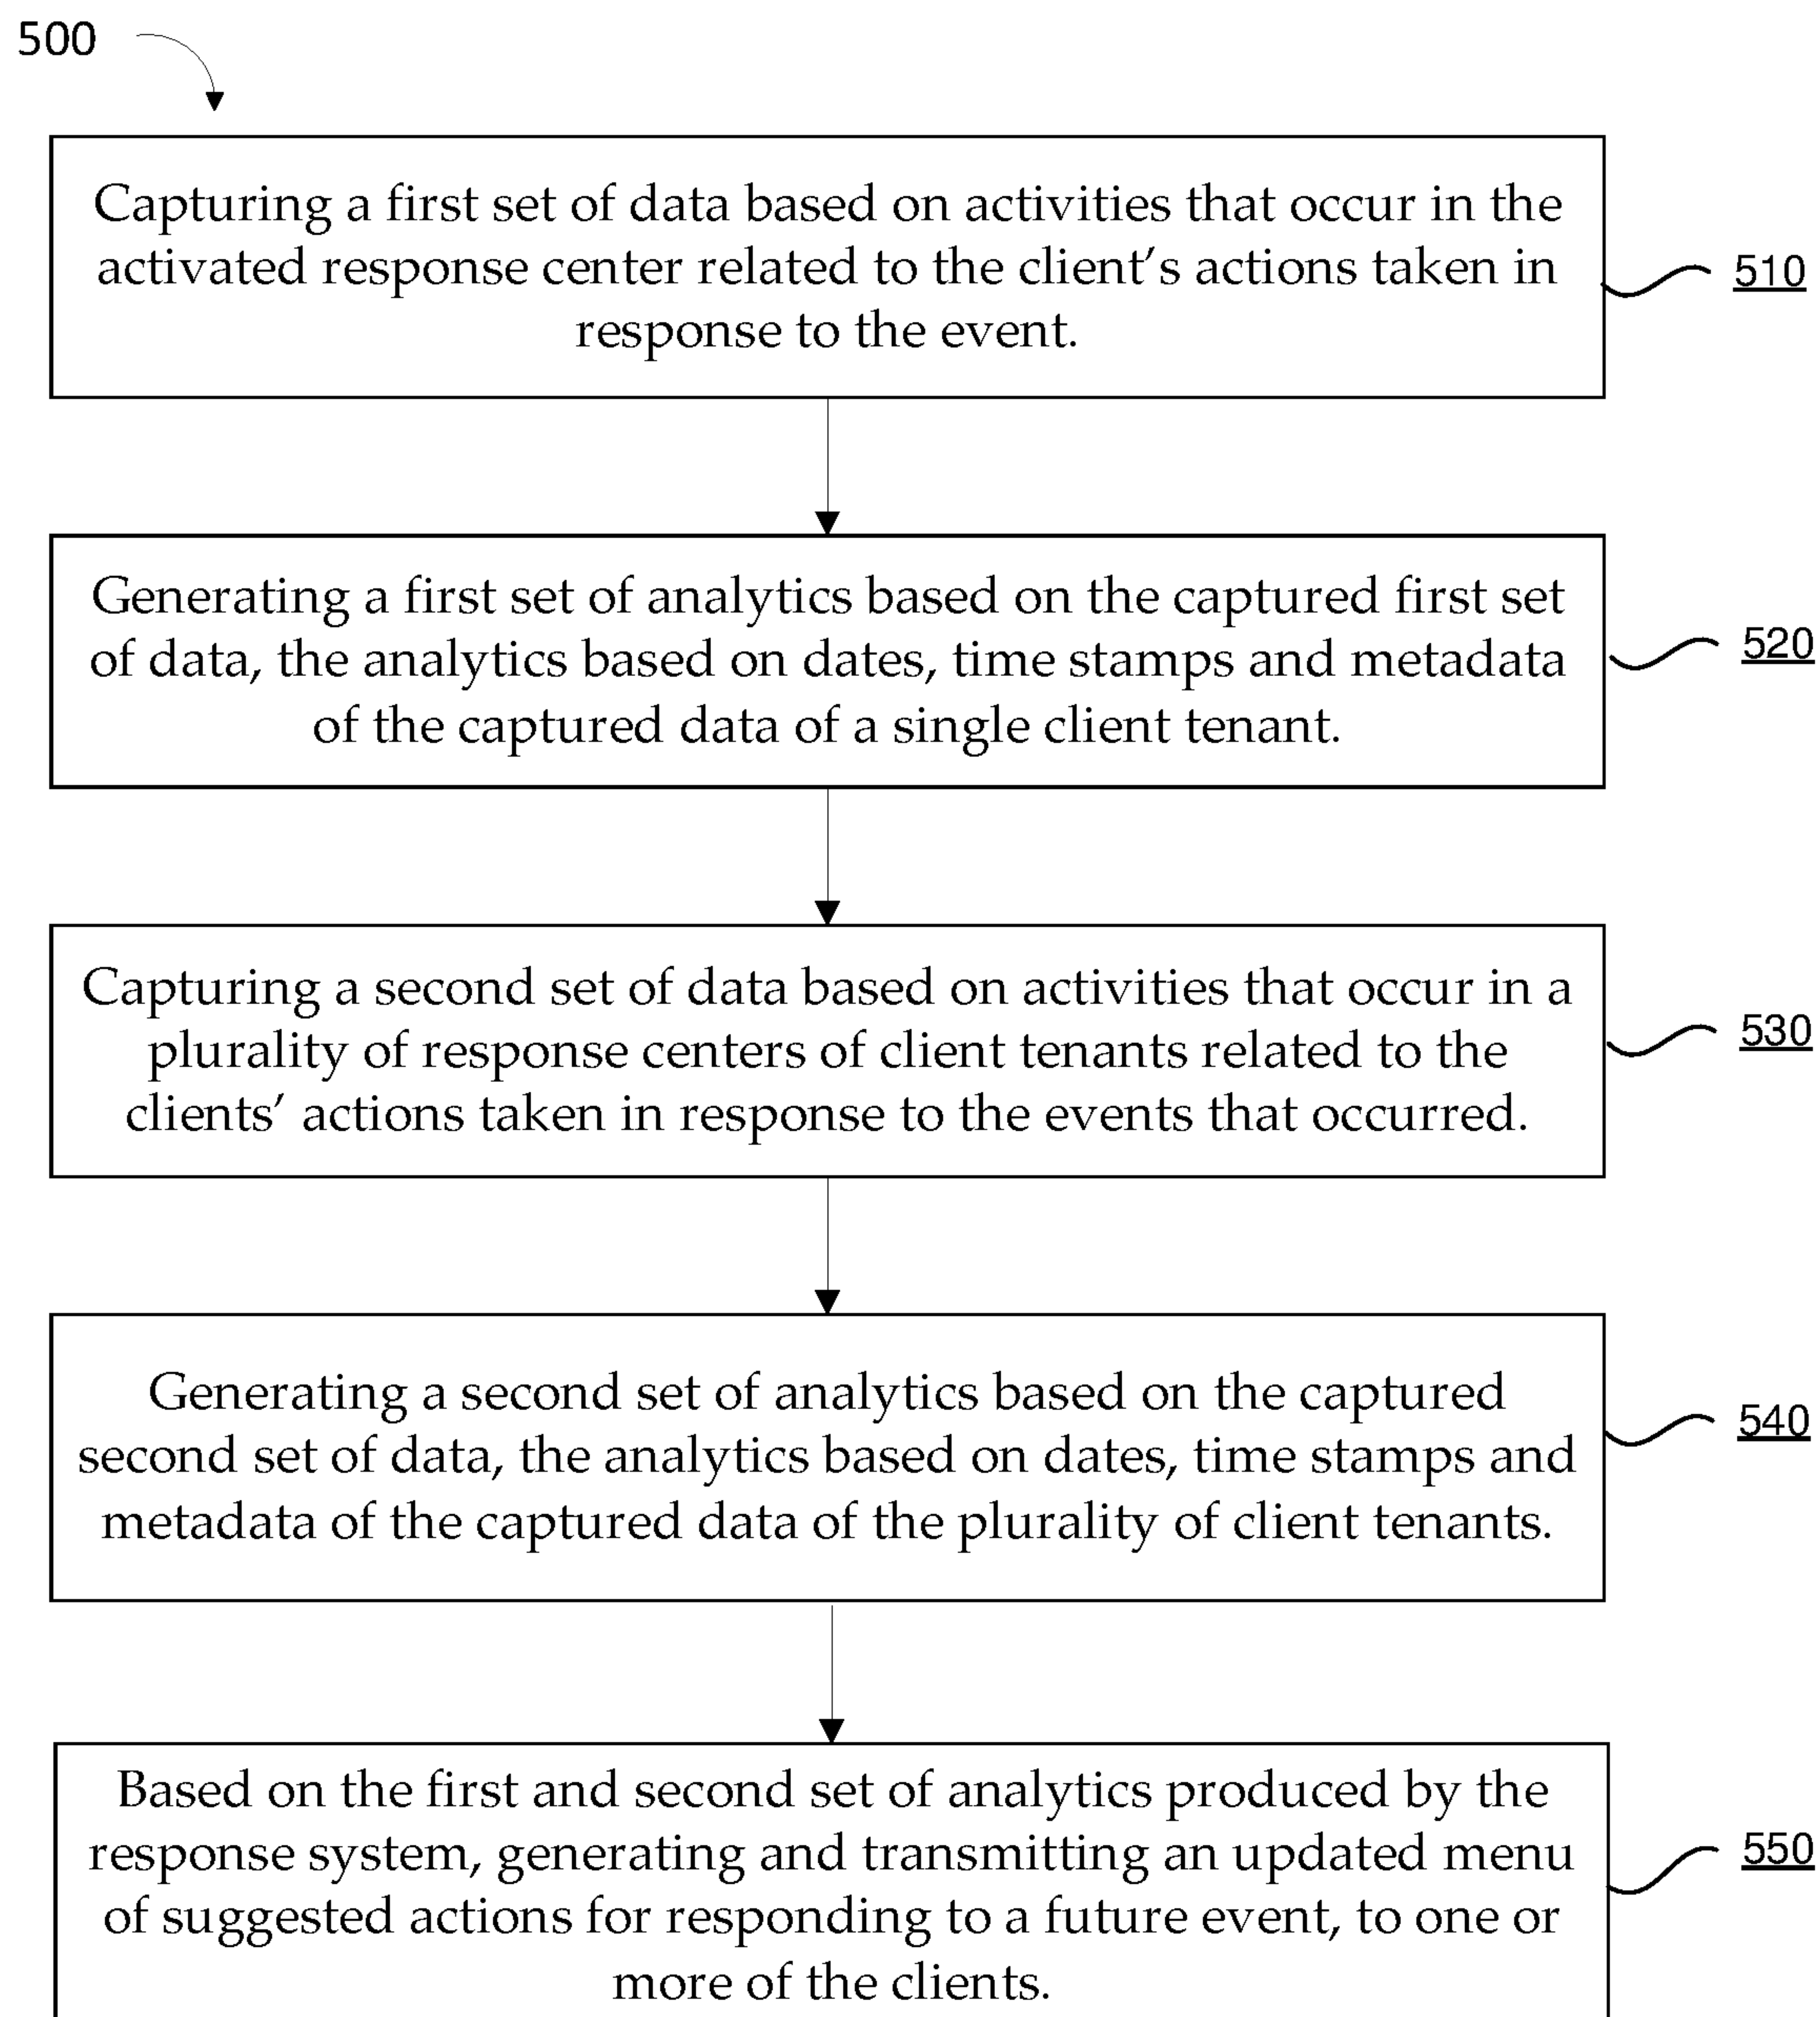 500
Capturing a first set of data based on activities that occur in the
activated response center related to the client’s actions taken in
response to the event.
510
Generating a first set of analytics based on the captured first set
of data, the analytics based on dates, time stamps and metadata
of the captured data of a single client tenant.
520
Capturing a second set of data based on activities that occur in a
plurality of response centers of client tenants related to the
clients’ actions taken in response to the events that occurred.
530
Generating a second set of analytics based on the captured
second set of data, the analytics based on dates, time stamps and
metadata of the captured data of the plurality of client tenants.
540
Based on the first and second set of analytics produced by the
response system, generating and transmitting an updated menu
of suggested actions for responding to a future event, to one or
more of the clients.
550